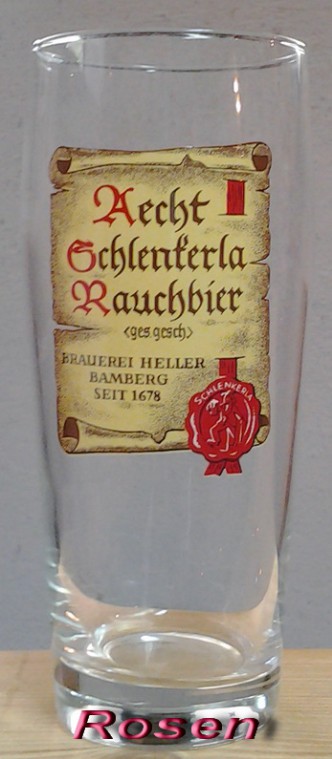 Aecht
Schlenkerla
Rauchbier
<ges.gesch>
BRAUEREI HELLER
BAMBERG
SEIT 1678
SCHLENKERLA
Rosen